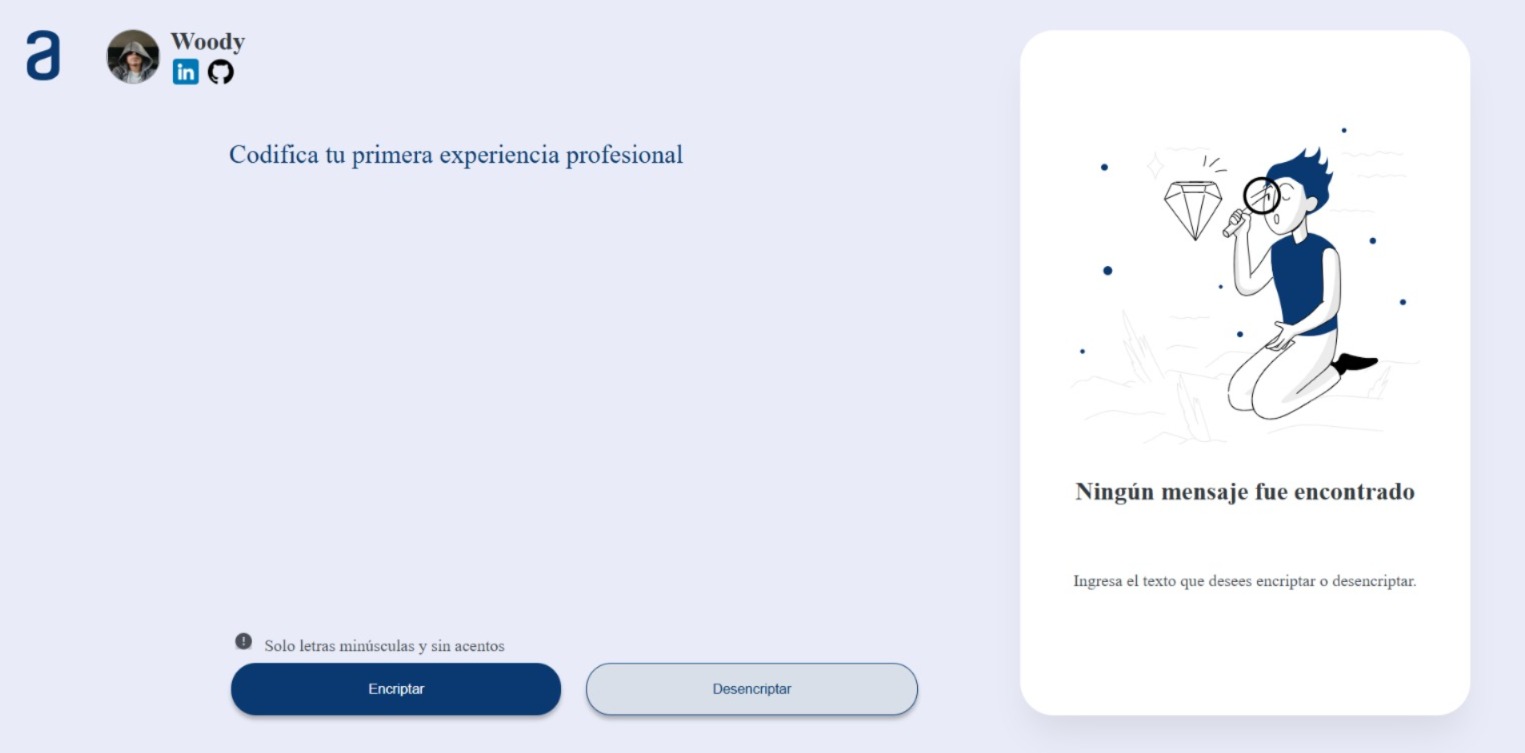 a
Woody
in
Codifica tu primera experiencia profesional
Solo letras minúsculas y sin acentos
Encriptar
Desencriptar
Ningún mensaje fue encontrado
Ingresa el texto que desees encriptar o desencriptar.